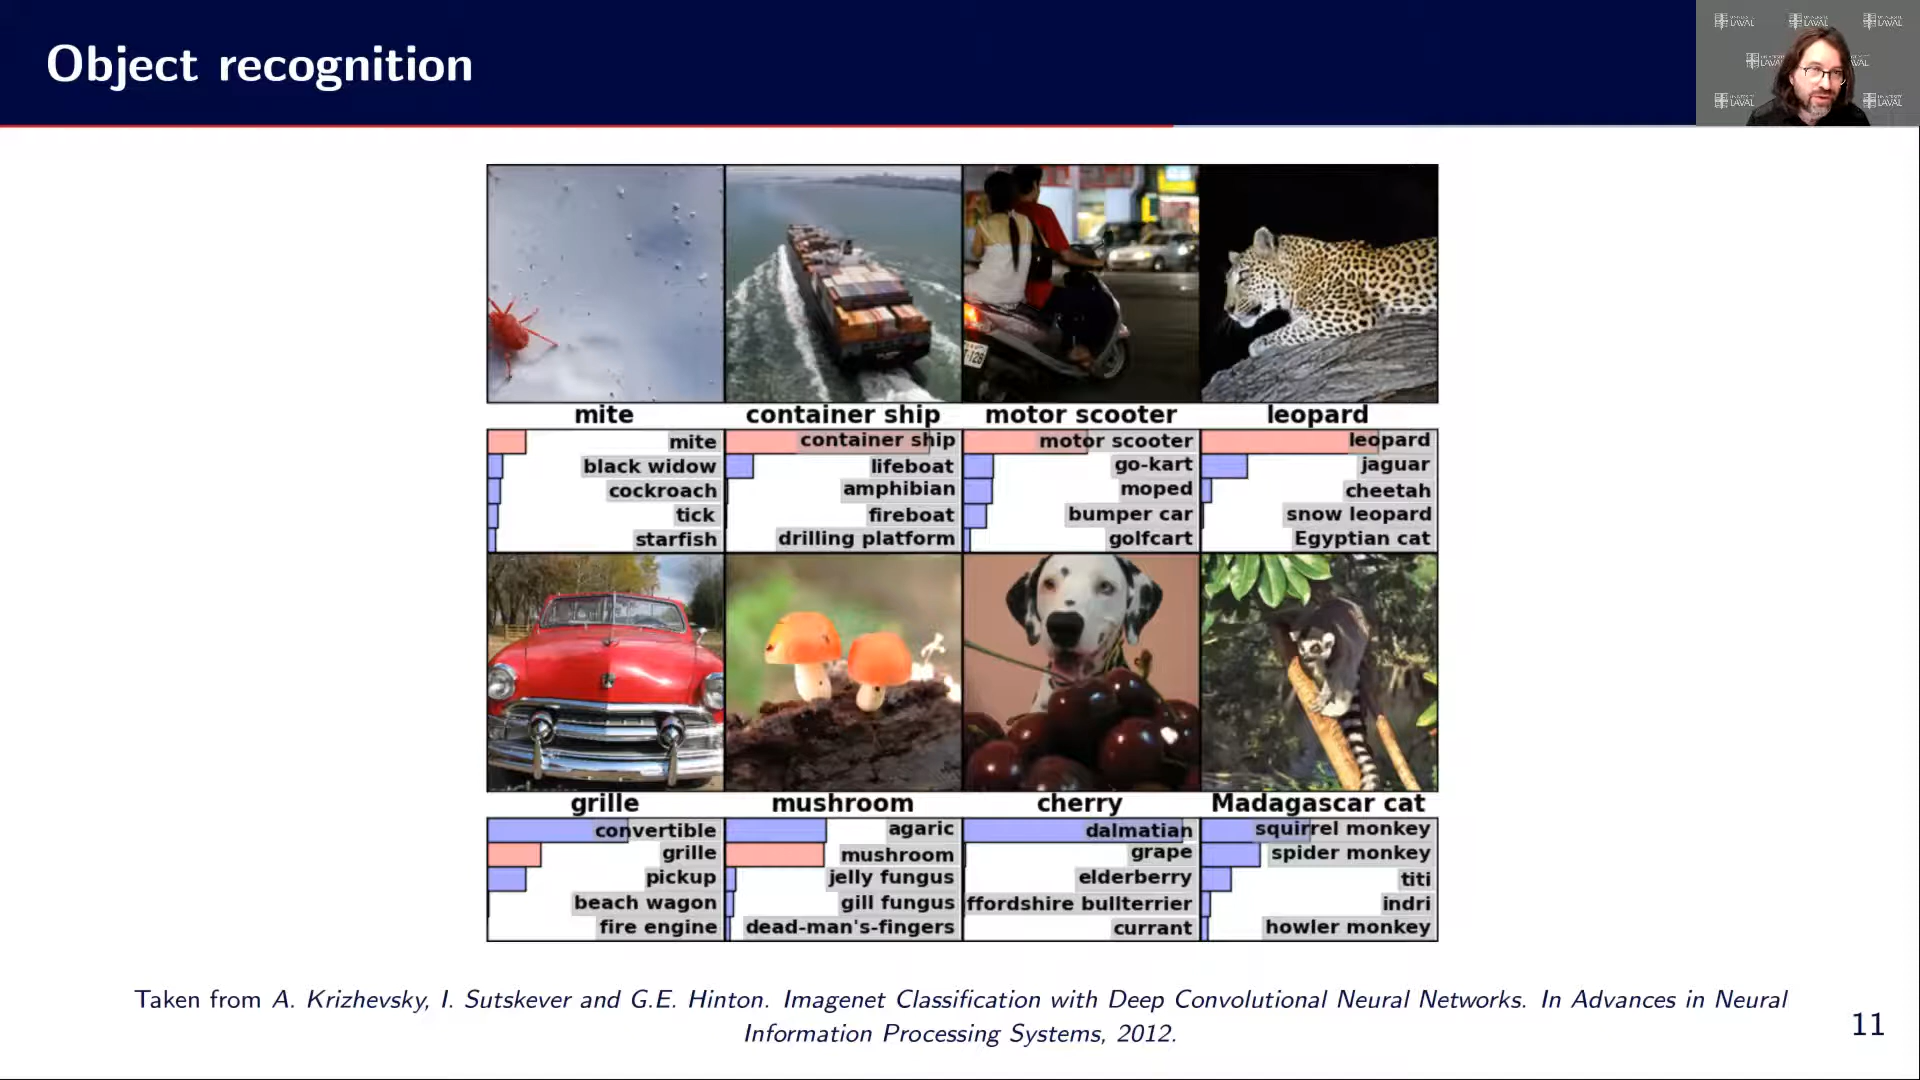 Object recognition
UNIVERSITÉ LAVAL
mite
container ship
motor scooter
leopard
mite
black widow
cockroach
tick
starfish
container ship
lifeboat
amphibian
fireboat
drilling platform
motor scooter
go-kart
moped
bumper car
golfcart
leopard
jaguar
cheetah
snow leopard
Egyptian cat
grille
mushroom
cherry
Madagascar cat
convertible
grille
pickup
beach wagon
fire engine
agaric
mushroom
jelly fungus
gill fungus
dead-man's-fingers
dalmatian
grape
elderberry
ffordshire bullterrier
currant
squirrel monkey
spider monkey
titi
indri
howler monkey
Taken from A. Krizhevsky, I. Sutskever and G.E. Hinton. Imagenet Classification with Deep Convolutional Neural Networks. In Advances in Neural
Information Processing Systems, 2012.
11